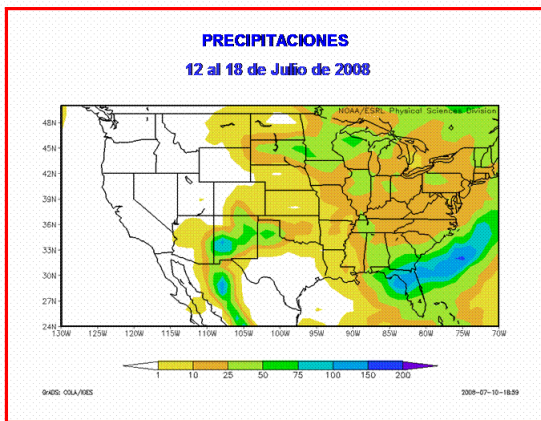 PRECIPITACIONES
12 al 18 de Julio de 2008
NOAA/ESRL Physical Sciences Division
48N
45N
42N
39N
36N
33N
30N
27N
24N
130W 125W 120W 115W 110W 105W 100W 95W 90W 85W 80W 75W 70W
1 10 25 50 75 100 150 200
GrADS: COLA/IGES
2008-07-10-16:59